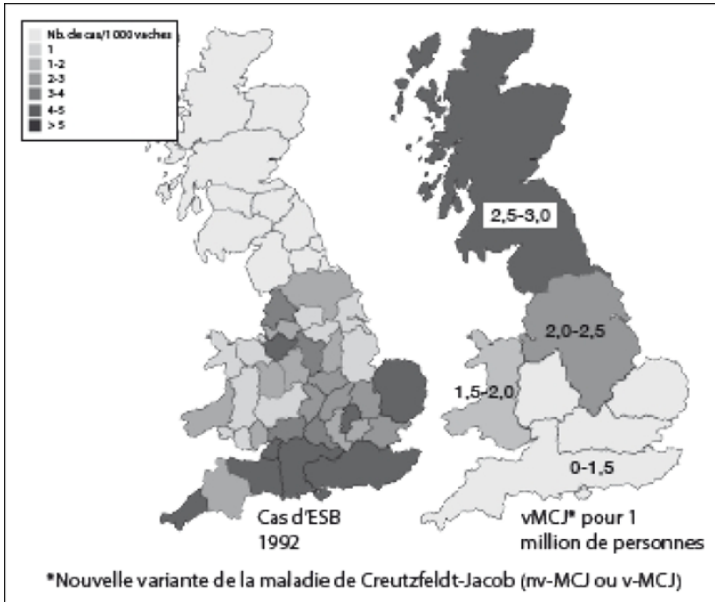 Nb. de cas/1 000 vaches
1
1-2
2-3
3-4
4-5
> 5
2,5-3,0
2,0-2,5
1,5-2,0
0-1,5
Cas d'ESB
1992
vMCJ* pour 1
million de personnes
*Nouvelle variante de la maladie de Creutzfeldt-Jacob (nv-MCJ ou v-MCJ)